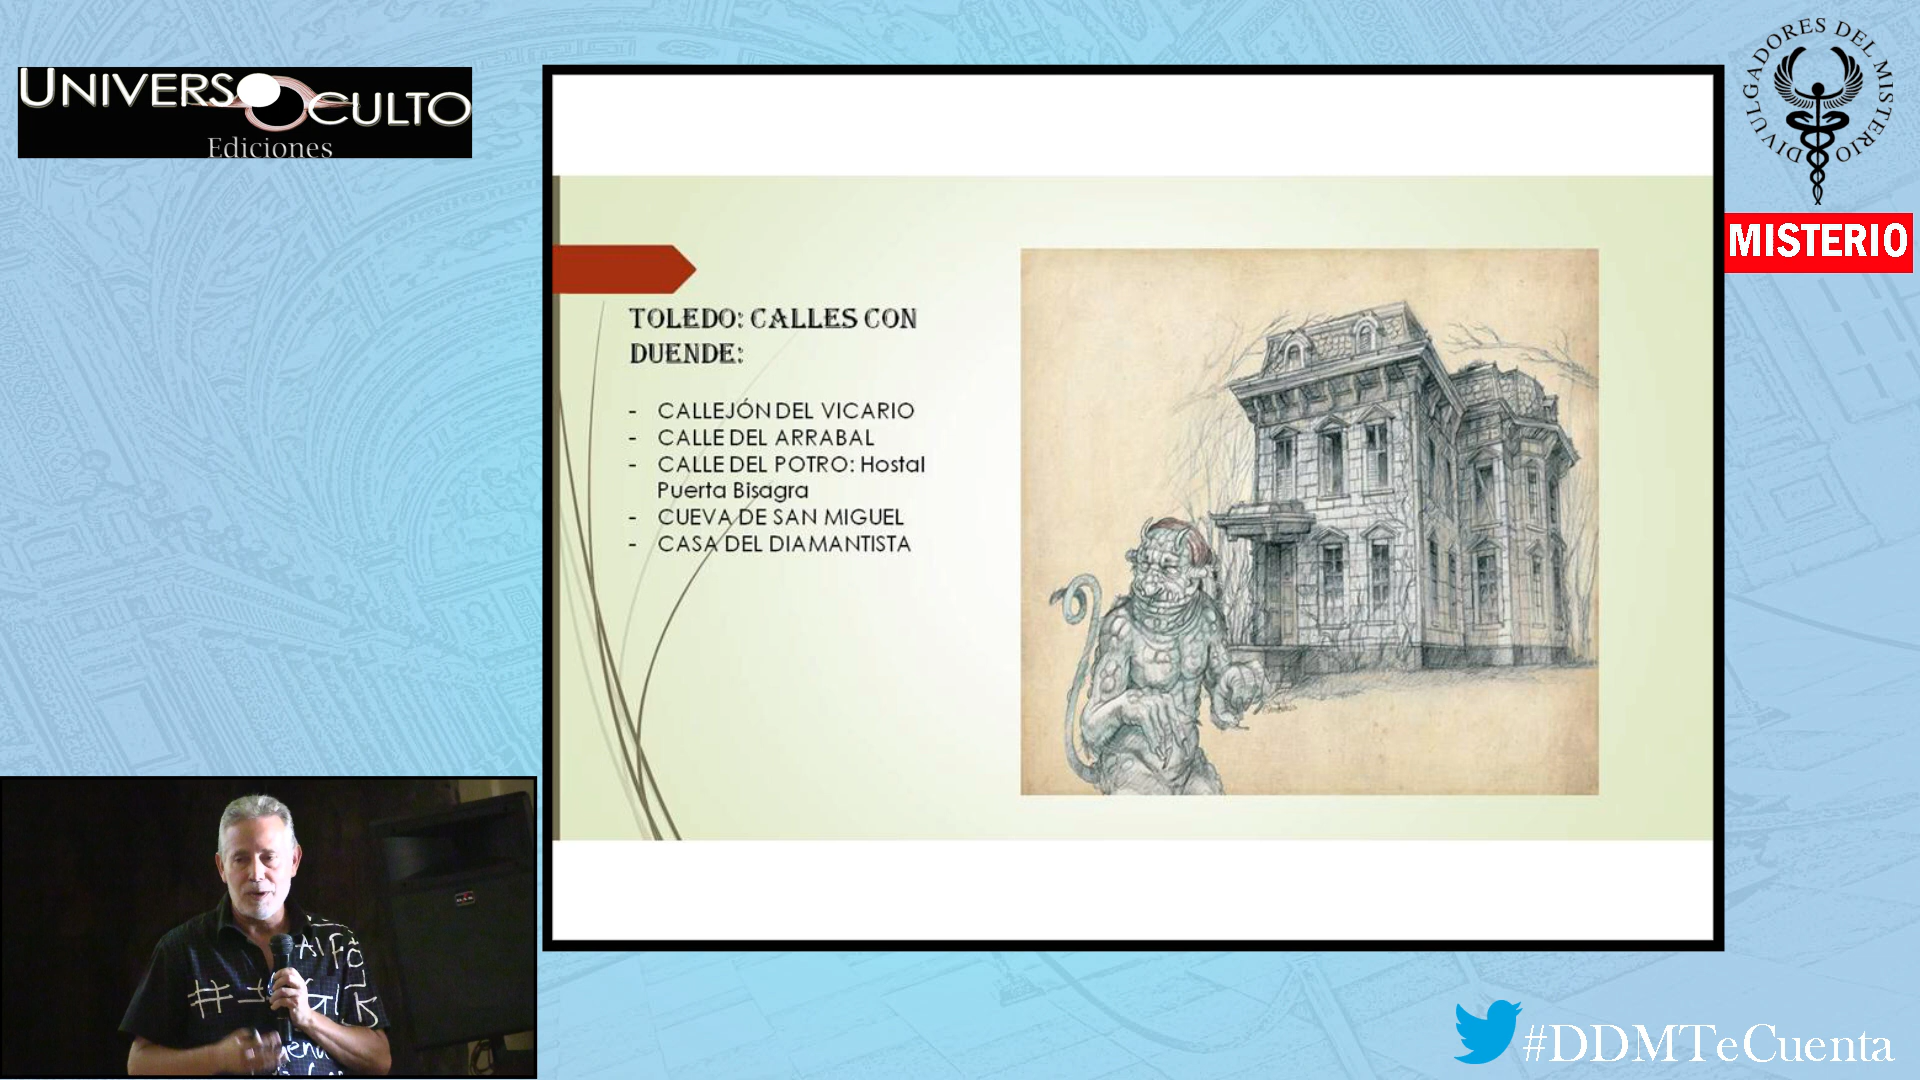 UNIVERSO OCULTO
Ediciones
DIVULGADORES DEL MISTERIO
MISTERIO
TOLEDO: CALLES CON
DUENDE:
- CALLEJÓN DEL VICARIO
- CALLE DEL ARRABAL
- CALLE DEL POTRO: Hostal
Puerta Bisagra
- CUEVA DE SAN MIGUEL
- CASA DEL DIAMANTISTA
#DDMTeCuenta